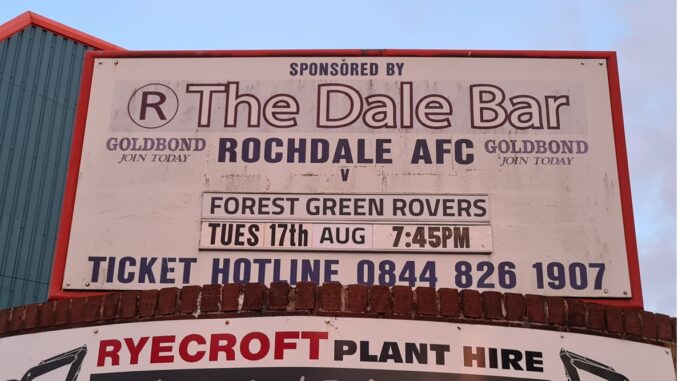 SPONSORED BY
R The Dale Bar
GOLDBOND JOIN TODAY
ROCHDALE AFC
GOLDBOND JOIN TODAY
V
FOREST GREEN ROVERS
TUES 17th AUG 7:45PM
TICKET HOTLINE 0844 826 1907
RYECROFT PLANT HIRE